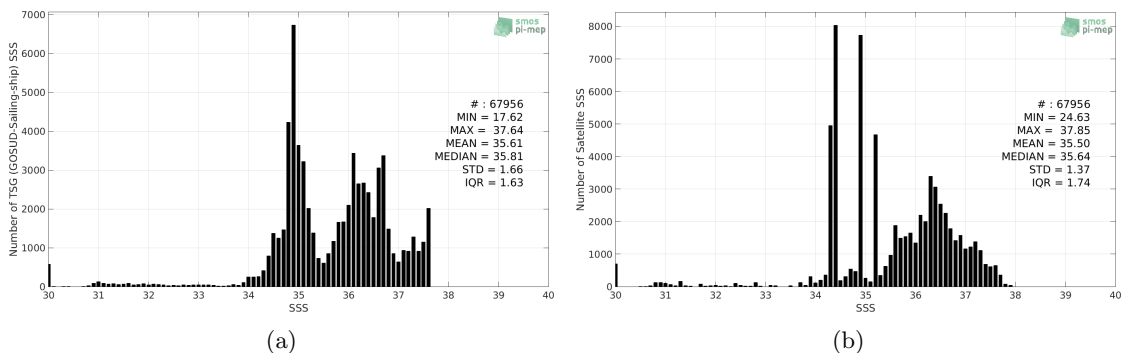 smos
pi-mep
Number of TSG (GOSUD-Sailing-ship) SSS
7000
6000
5000
4000
3000
2000
1000
0
# : 67956
MIN = 17.62
MAX = 37.64
MEAN = 35.61
MEDIAN = 35.81
STD = 1.66
IQR = 1.63
30 31 32 33 34 35 36 37 38 39 40
SSS
(a)
smos
pi-mep
Number of Satellite SSS
8000
7000
6000
5000
4000
3000
2000
1000
0
# : 67956
MIN = 24.63
MAX = 37.85
MEAN = 35.50
MEDIAN = 35.64
STD = 1.37
IQR = 1.74
30 31 32 33 34 35 36 37 38 39 40
SSS
(b)